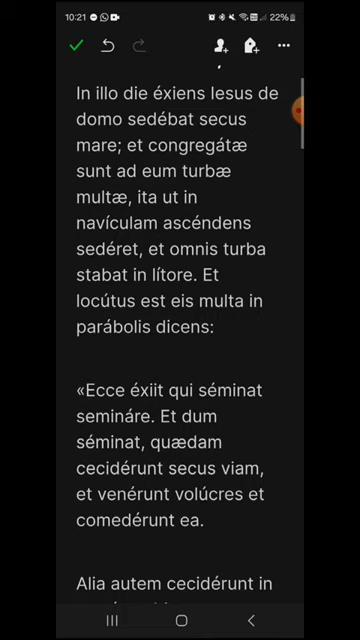 10:21
22%
In illo die éxiens Iesus de
domo sedébat secus
mare; et congregátæ
sunt ad eum turbæ
multæ, ita ut in
navículam ascéndens
sedéret, et omnis turba
stabat in lítore. Et
locútus est eis multa in
parábolis dicens:
«Ecce éxiit qui séminat
semináre. Et dum
séminat, quædam
cecidérunt secus viam,
et venérunt volúcres et
comedérunt ea.
Alia autem cecidérunt in